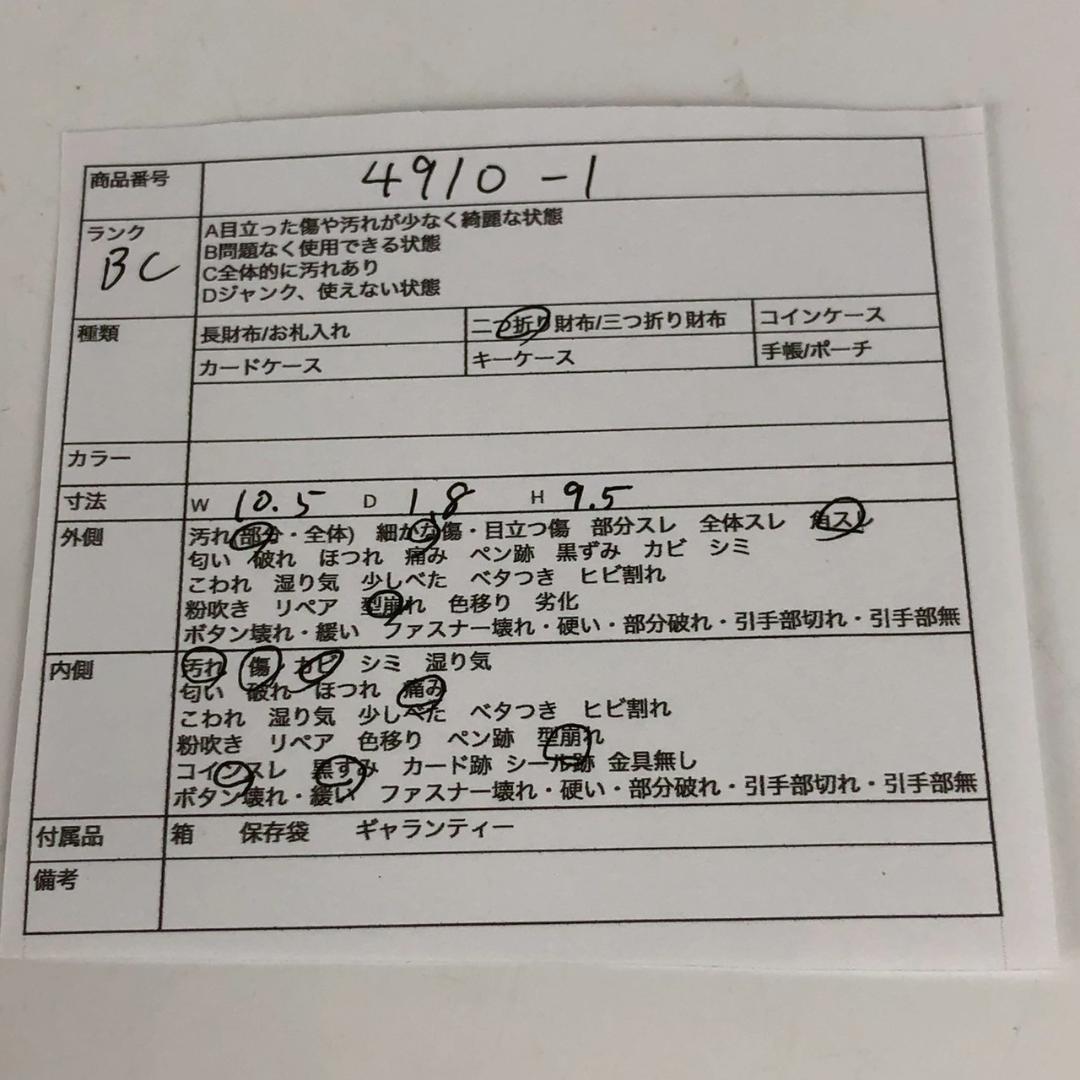 商品番号 4910-1
ランク BC
A目立った傷や汚れが少なく綺麗な状態
B問題なく使用できる状態
C全体的に汚れあり
Dジャンク、使えない状態
種類 長財布/お札入れ 二つ折り財布/三つ折り財布 コインケース
カードケース キーケース 手帳/ポーチ
カラー
寸法 W 10.5 D 1.8 H 9.5
外側 汚れ(部分・全体) 細かな傷・目立つ傷 部分スレ 全体スレ 角スレ
匂い 破れ ほつれ 痛み ペン跡 黒ずみ カビ シミ
こわれ 湿り気 少しべた ベタつき ヒビ割れ
粉吹き リペア 型崩れ 色移り 劣化
ボタン壊れ・緩い ファスナー壊れ・硬い・部分破れ・引手部切れ・引手部無
内側 汚れ 傷 カビ シミ 湿り気
匂い 破れ ほつれ 痛み
こわれ 湿り気 少しべた ベタつき ヒビ割れ
粉吹き リペア 色移り ペン跡 型崩れ
コインスレ 黒ずみ カード跡 シール跡 金具無し
ボタン壊れ・緩い ファスナー壊れ・硬い・部分破れ・引手部切れ・引手部無
付属品 箱 保存袋 ギャランティー
備考